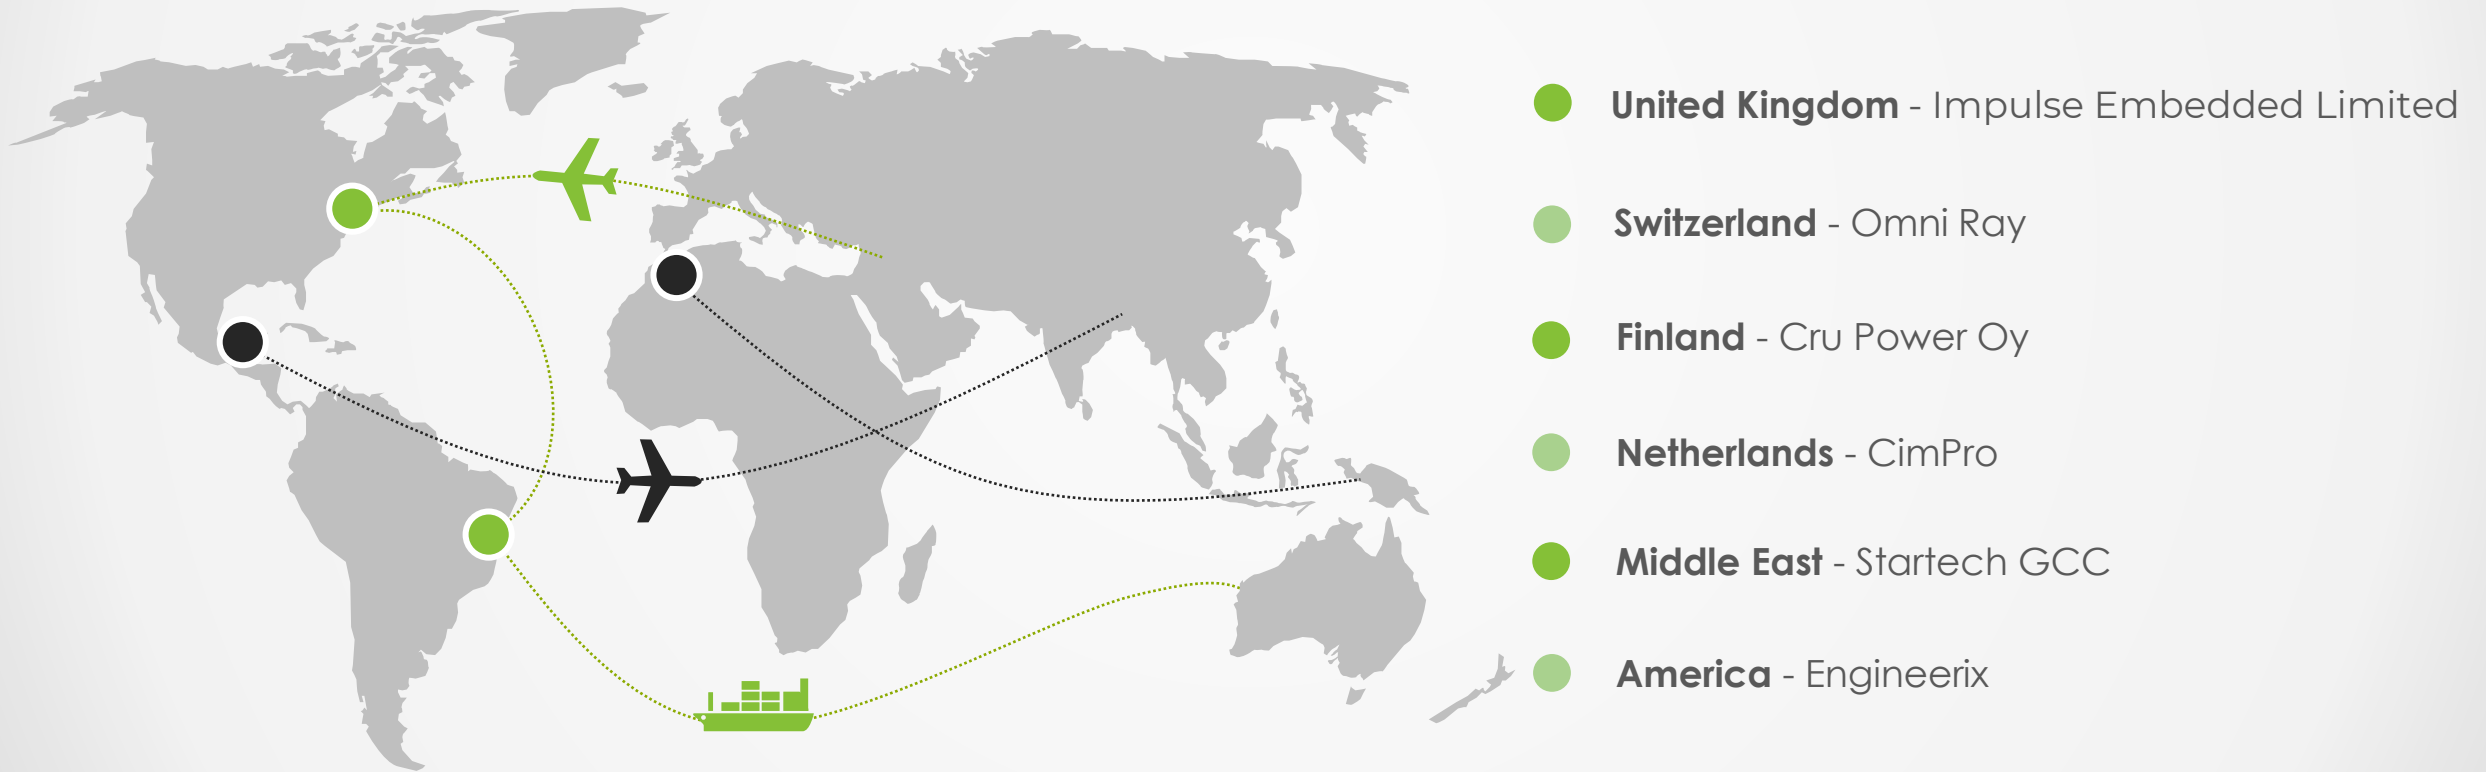 United Kingdom - Impulse Embedded Limited
Switzerland - Omni Ray
Finland - Cru Power Oy
Netherlands - CimPro
Middle East - Startech GCC
America - Engineerix